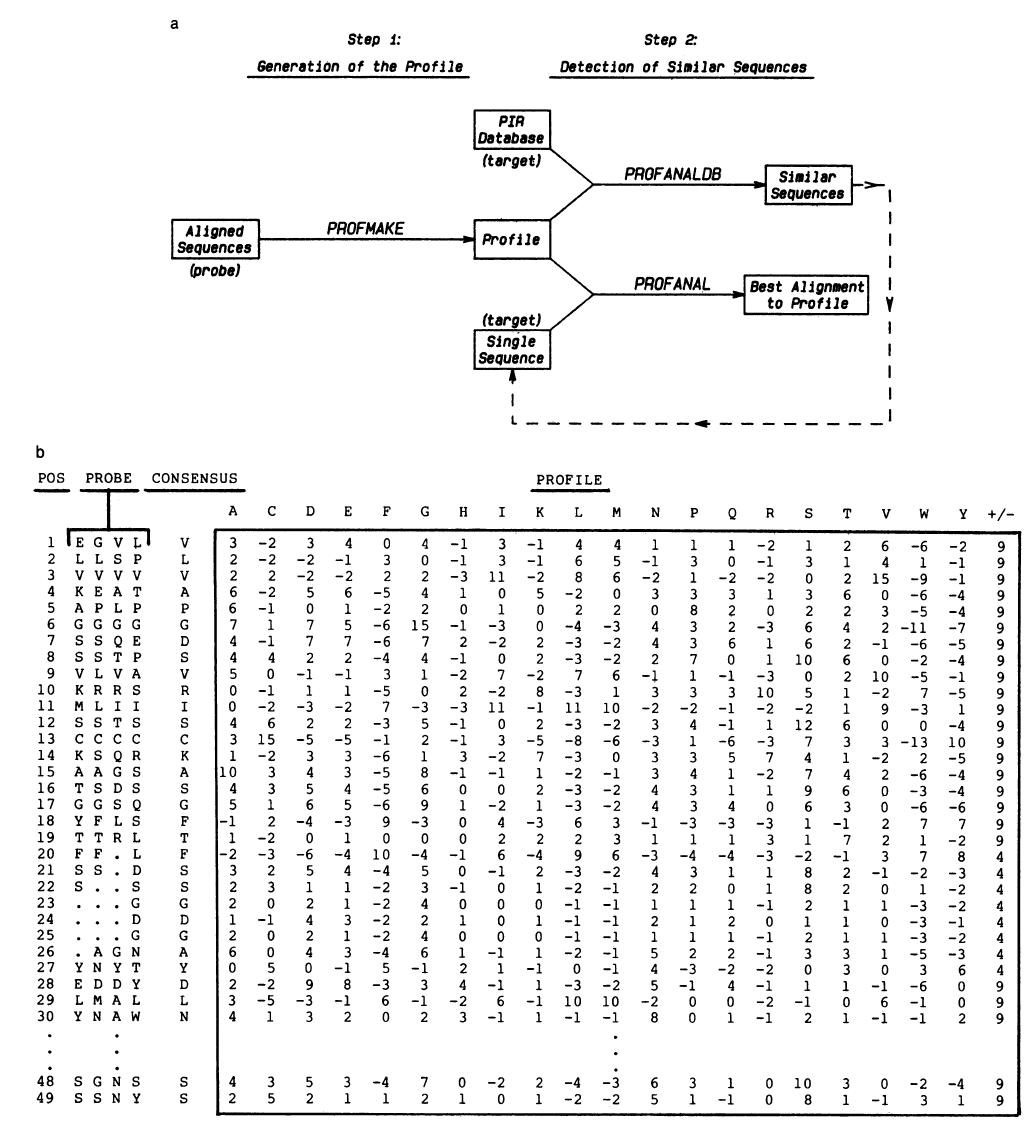 a
Step 1: Step 2:
Generation of the Profile Detection of Similar Sequences
PIR
Database
(target)
PROFANALDB
Similar
Sequences
Aligned
Sequences
(probe)
PROFMAKE
Profile
PROFANAL
Best Alignment
to Profile
(target)
Single
Sequence
b
POS PROBE CONSENSUS PROFILE
A C D E F G H I K L M N P Q R S T V W Y +/-
1 E G V L V 3 -2 3 4 0 4 -1 3 -1 4 4 1 1 1 -2 1 2 6 -6 -2 9
2 L L S P L 2 -2 -2 -1 3 0 -1 3 -1 6 5 -1 3 0 -1 3 1 4 1 -1 9
3 V V V V V 2 2 -2 -2 2 2 -3 11 -2 8 6 -2 1 -2 -2 0 2 15 -9 -1 9
4 K E A T A 6 -2 5 6 -5 4 1 0 5 -2 0 3 3 3 1 3 6 0 -6 -4 9
5 A P L P P 6 -1 0 1 -2 2 0 1 0 2 2 0 8 2 0 2 2 3 -5 -4 9
6 G G G G G 7 1 7 5 -6 15 -1 -3 0 -4 -3 4 3 2 -3 6 4 2 -11 -7 9
7 S S Q E D 4 -1 7 7 -6 7 2 -2 2 -3 -2 4 3 6 1 6 2 -1 -6 -5 9
8 S S T P S 4 4 2 2 -4 4 -1 0 2 -3 -2 2 7 0 1 10 6 0 -2 -4 9
9 V L V A V 5 0 -1 -1 3 1 -2 7 -2 7 6 -1 1 -1 -3 0 2 10 -5 -1 9
10 K R R S R 0 -1 1 1 -5 0 2 -2 8 -3 1 3 3 3 10 5 1 -2 7 -5 9
11 M L I I I 0 -2 -3 -2 7 -3 -3 11 -1 11 10 -2 -2 -1 -2 -2 1 9 -3 1 9
12 S S T S S 4 6 2 2 -3 5 -1 0 2 -3 -2 3 4 -1 1 12 6 0 0 -4 9
13 C C C C C 3 15 -5 -5 -1 2 -1 3 -5 -8 -6 -3 1 -6 -3 7 3 3 -13 10 9
14 K S Q R K 1 -2 3 3 -6 1 3 -2 7 -3 0 3 3 5 7 4 1 -2 2 -5 9
15 A A G S A 10 3 4 3 -5 8 -1 -1 1 -2 -1 3 4 1 -2 7 4 2 -6 -4 9
16 T S D S S 4 3 5 4 -5 6 0 0 2 -3 -2 4 3 1 1 9 6 0 -3 -4 9
17 G G S Q G 5 1 6 5 -6 9 1 -2 1 -3 -2 4 3 4 0 6 3 0 -6 -6 9
18 Y F L S F -1 2 -4 -3 9 -3 0 4 -3 6 3 -1 -3 -3 -3 1 -1 2 7 7 9
19 T T R L T 1 -2 0 1 0 0 0 2 2 2 3 1 1 1 3 1 7 2 1 -2 9
20 F F . L F -2 -3 -6 -4 10 -4 -1 6 -4 9 6 -3 -4 -4 -3 -2 -1 3 7 8 4
21 S S . D S 3 2 5 4 -4 5 0 -1 2 -3 -2 4 3 1 1 8 2 -1 -2 -3 4
22 S . . S S 2 3 1 1 -2 3 -1 0 1 -2 -1 2 2 0 1 8 2 0 1 -2 4
23 . . . G G 2 0 2 1 -2 4 0 0 0 -1 -1 1 1 1 -1 2 1 1 -3 -2 4
24 . . . D D 1 -1 4 3 -2 2 1 0 1 -1 -1 2 1 2 0 1 1 0 -3 -1 4
25 . . . G G 2 0 2 1 -2 4 0 0 0 -1 -1 1 1 1 -1 2 1 1 -3 -2 4
26 . A G N A 6 0 4 3 -4 6 1 -1 1 -2 -1 5 2 2 -1 3 3 1 -5 -3 4
27 Y N Y T Y 0 5 0 -1 5 -1 2 1 -1 0 -1 4 -3 -2 -2 0 3 0 3 6 4
28 E D D Y D 2 -2 9 8 -3 3 4 -1 1 -3 -2 5 -1 4 -1 1 1 -1 -6 0 9
29 L M A L L 3 -5 -3 -1 6 -1 -2 6 -1 10 10 -2 0 0 -2 -1 0 6 -1 0 9
30 Y N A W N 4 1 3 2 0 2 3 -1 1 -1 -1 8 0 1 -1 2 1 -1 -1 2 9
. . .
. . .
. . .
48 S G N S S 4 3 5 3 -4 7 0 -2 2 -4 -3 6 3 1 0 10 3 0 -2 -4 9
49 S S N Y S 2 5 2 1 1 2 1 0 1 -2 -2 5 1 -1 0 8 1 -1 3 1 9